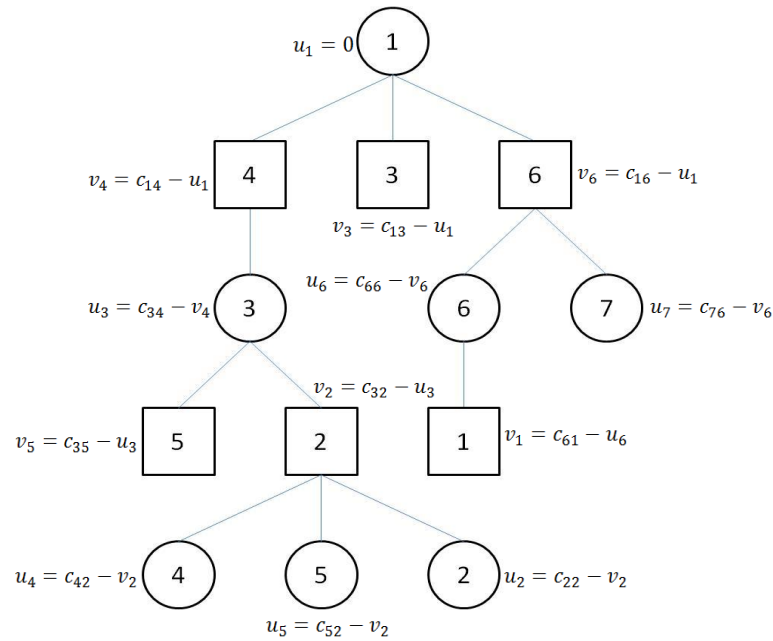 u₁ = 0
1
v₄ = c₁₄ − u₁
4
3
6
v₆ = c₁₆ − u₁
v₃ = c₁₃ − u₁
u₃ = c₃₄ − v₄
3
u₆ = c₆₆ − v₆
6
7
u₇ = c₇₆ − v₆
v₂ = c₃₂ − u₃
v₅ = c₃₅ − u₃
5
2
1
v₁ = c₆₁ − u₆
u₄ = c₄₂ − v₂
4
5
2
u₂ = c₂₂ − v₂
u₅ = c₅₂ − v₂